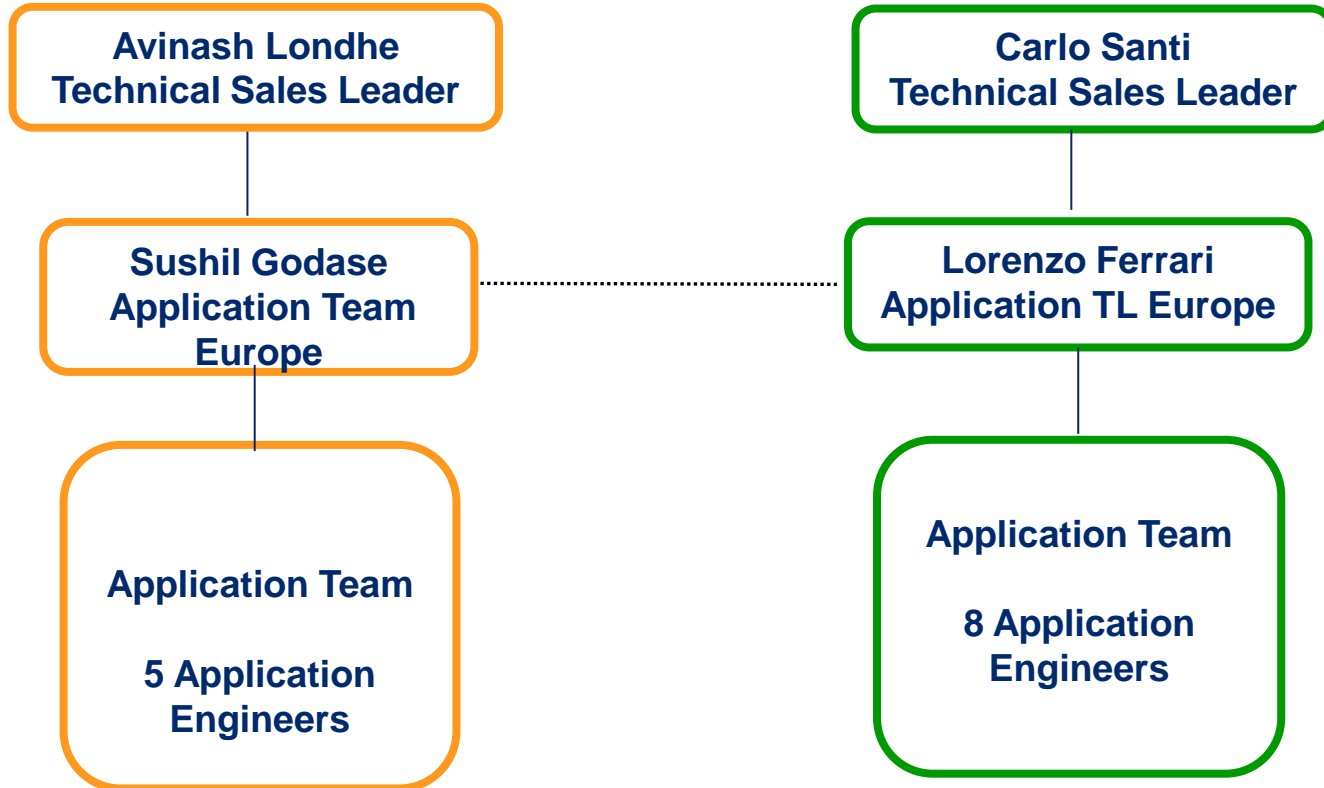 Avinash Londhe
Technical Sales Leader
Carlo Santi
Technical Sales Leader
Sushil Godase
Application Team
Europe
Lorenzo Ferrari
Application TL Europe
Application Team
5 Application
Engineers
Application Team
8 Application
Engineers